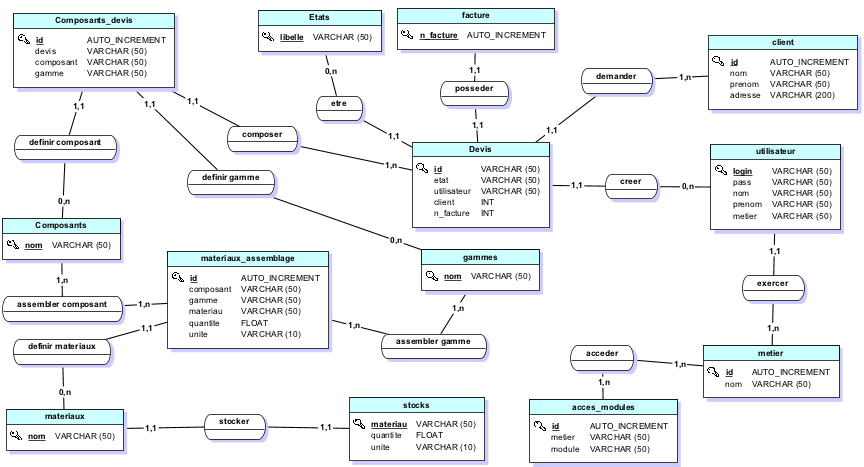 Composants_devis
id AUTO_INCREMENT
devis VARCHAR (50)
composant VARCHAR (50)
gamme VARCHAR (50)
Etats
libelle VARCHAR (50)
facture
n_facture AUTO_INCREMENT
client
id AUTO_INCREMENT
nom VARCHAR (50)
prenom VARCHAR (50)
adresse VARCHAR (200)
1,1
1,1
1,1
0,n
1,1
1,n
demander
posseder
etre
composer
definir composant
1,1
1,1
1,1
1,n
definir gamme
Devis
id VARCHAR (50)
etat VARCHAR (50)
utilisateur VARCHAR (50)
client INT
n_facture INT
1,1
creer
0,n
utilisateur
login VARCHAR (50)
pass VARCHAR (50)
nom VARCHAR (50)
prenom VARCHAR (50)
metier VARCHAR (50)
0,n
Composants
nom VARCHAR (50)
0,n
gammes
nom VARCHAR (50)
1,1
exercer
1,n
materiaux_assemblage
id AUTO_INCREMENT
composant VARCHAR (50)
gamme VARCHAR (50)
materiau VARCHAR (50)
quantite FLOAT
unite VARCHAR (10)
1,n
assembler composant
1,n
1,1
1,n
1,n
assembler gamme
definir materiaux
0,n
acceder
1,n
metier
id AUTO_INCREMENT
nom VARCHAR (50)
1,n
materiaux
nom VARCHAR (50)
1,1
stocker
1,1
stocks
materiau VARCHAR (50)
quantite FLOAT
unite VARCHAR (10)
acces_modules
id AUTO_INCREMENT
metier VARCHAR (50)
module VARCHAR (50)